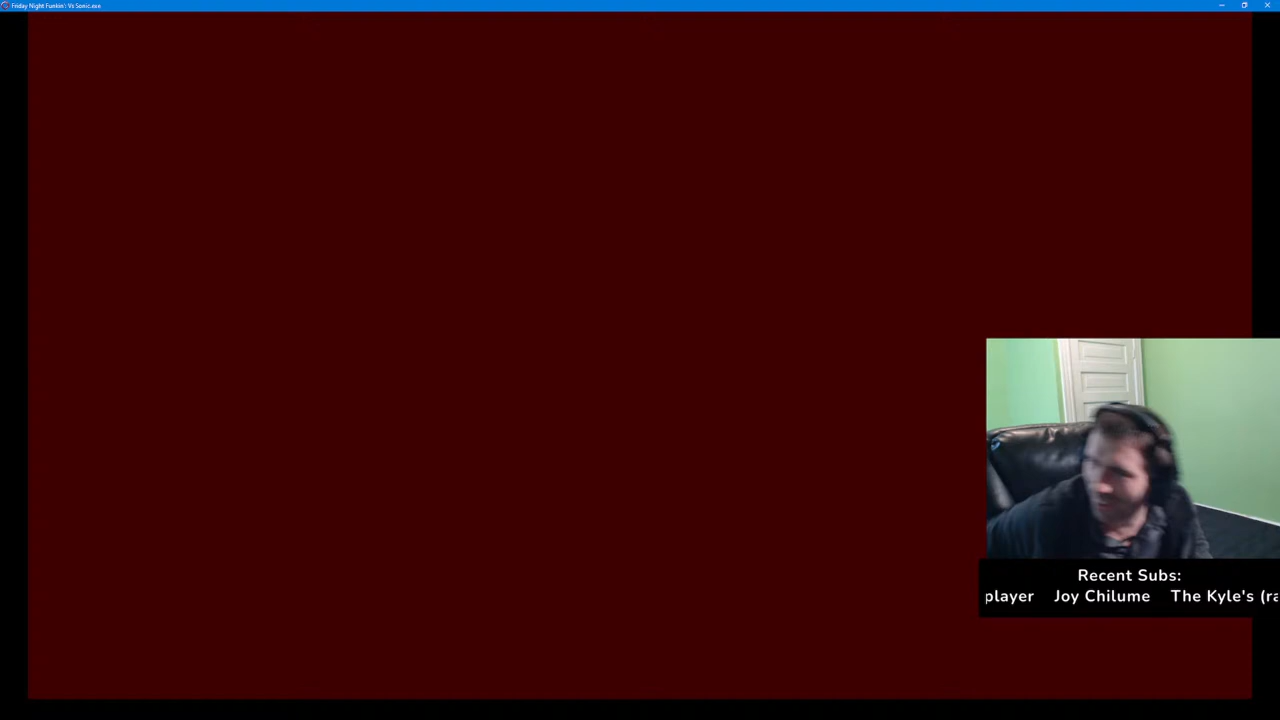 Friday Night Funkin': Vs Sonic.exe
Recent Subs:
player Joy Chilume The Kyle's (ra